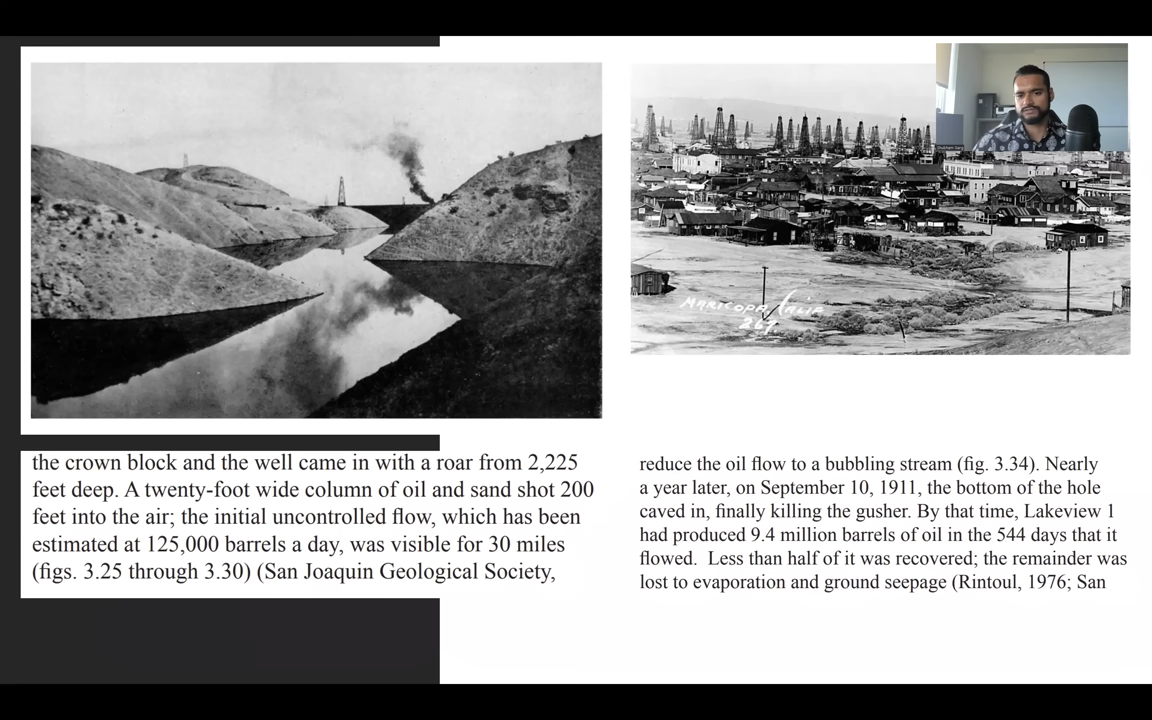 MARICOPA, CALIF.
267.
the crown block and the well came in with a roar from 2,225
feet deep. A twenty-foot wide column of oil and sand shot 200
feet into the air; the initial uncontrolled flow, which has been
estimated at 125,000 barrels a day, was visible for 30 miles
(figs. 3.25 through 3.30) (San Joaquin Geological Society,
reduce the oil flow to a bubbling stream (fig. 3.34). Nearly
a year later, on September 10, 1911, the bottom of the hole
caved in, finally killing the gusher. By that time, Lakeview 1
had produced 9.4 million barrels of oil in the 544 days that it
flowed.  Less than half of it was recovered; the remainder was
lost to evaporation and ground seepage (Rintoul, 1976; San